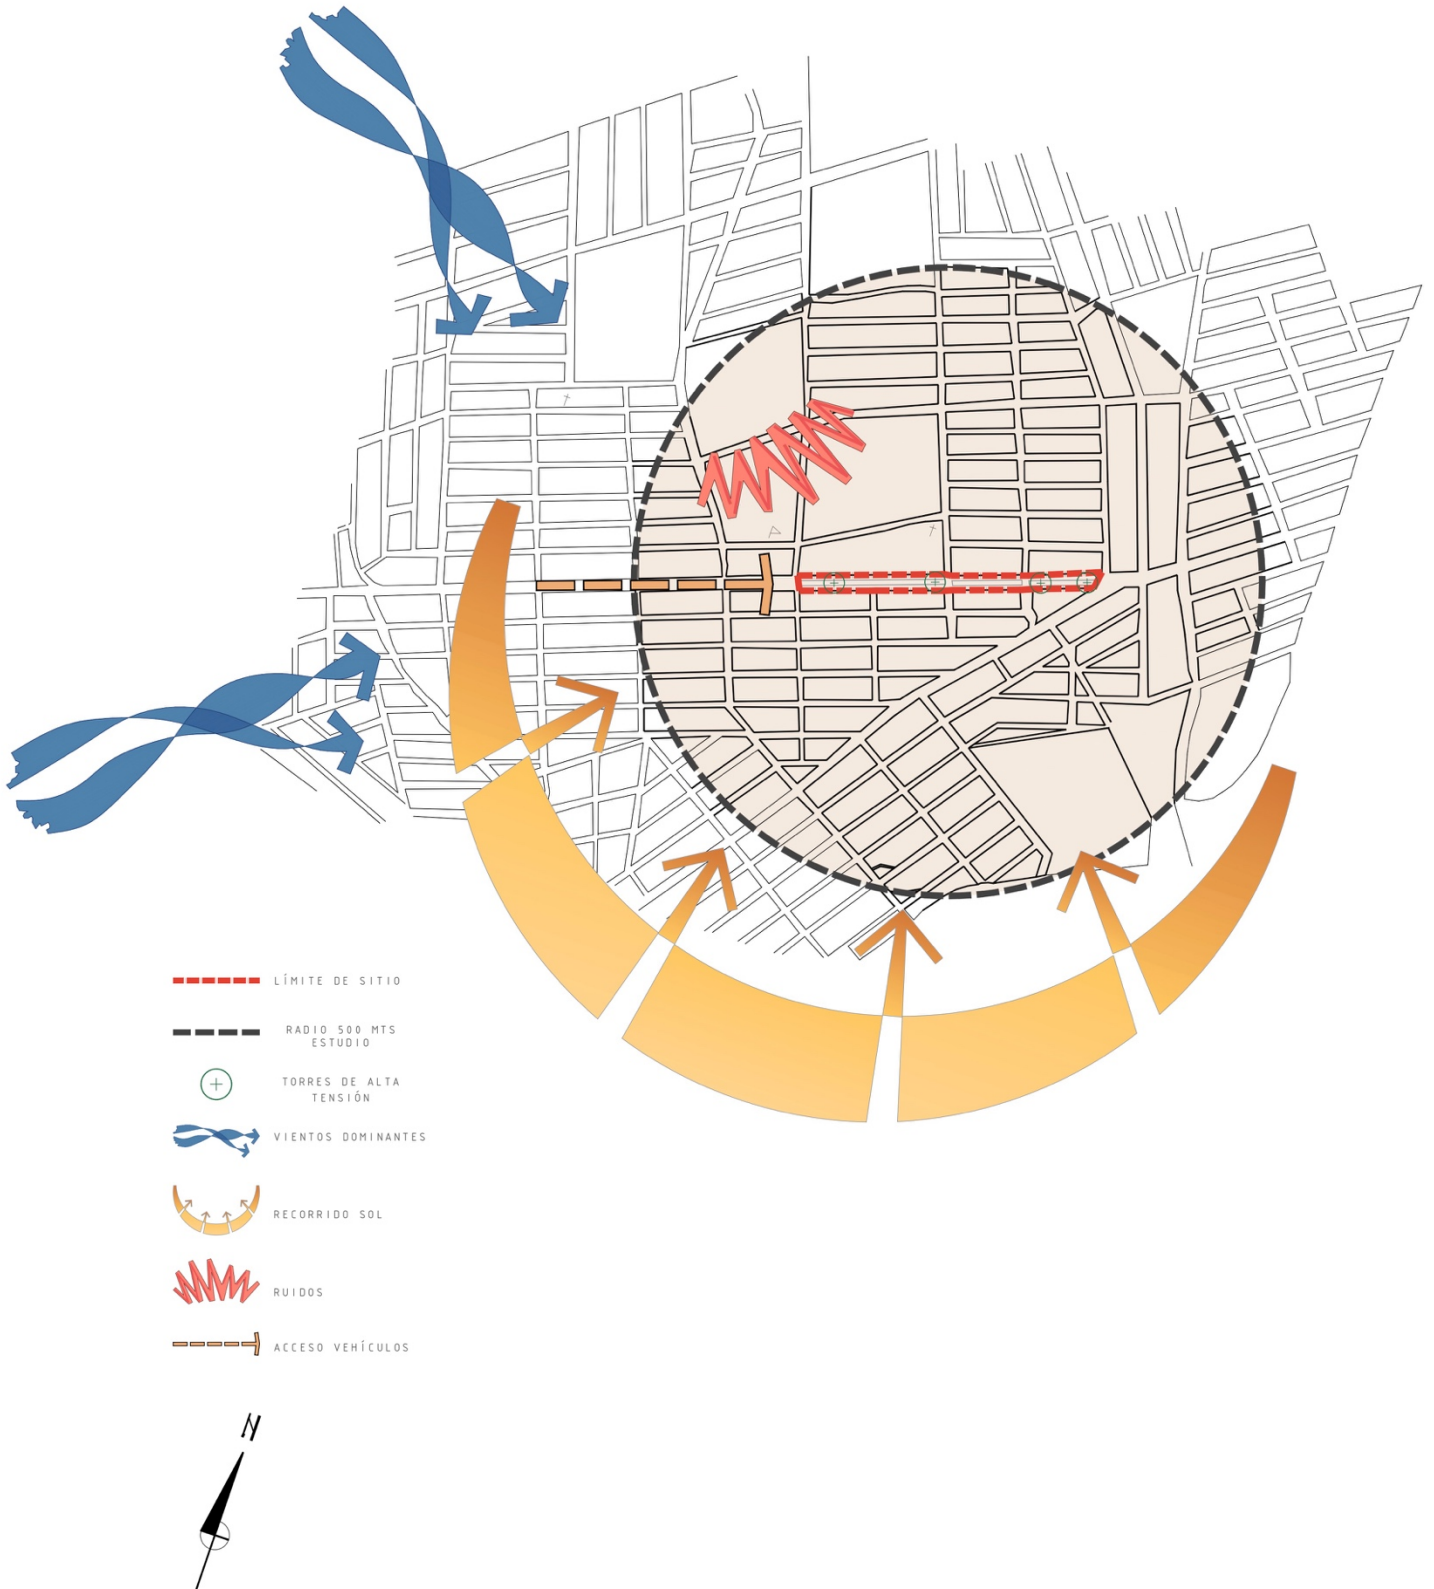 LÍMITE DE SITIO
RADIO 500 MTS
ESTUDIO
TORRES DE ALTA
TENSIÓN
VIENTOS DOMINANTES
RECORRIDO SOL
RUIDOS
ACCESO VEHÍCULOS
N